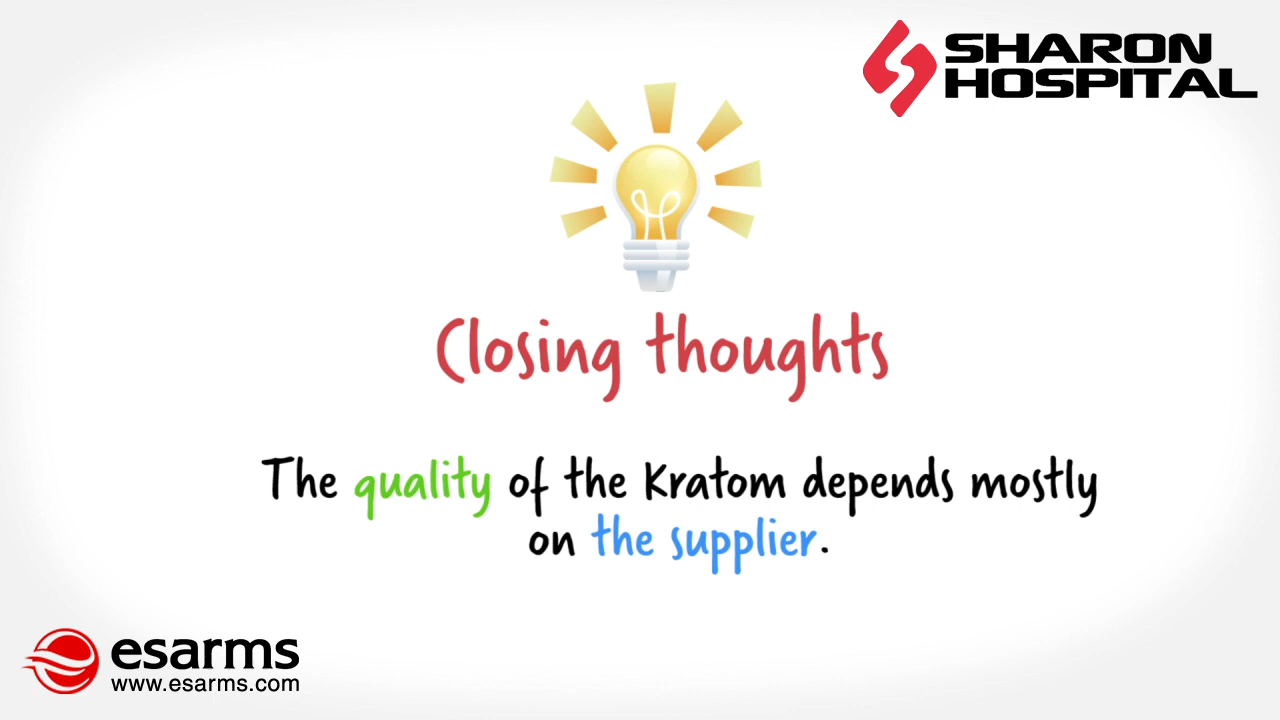 SHARON
HOSPITAL
Closing thoughts
The quality of the Kratom depends mostly
on the supplier.
esarms
www.esarms.com